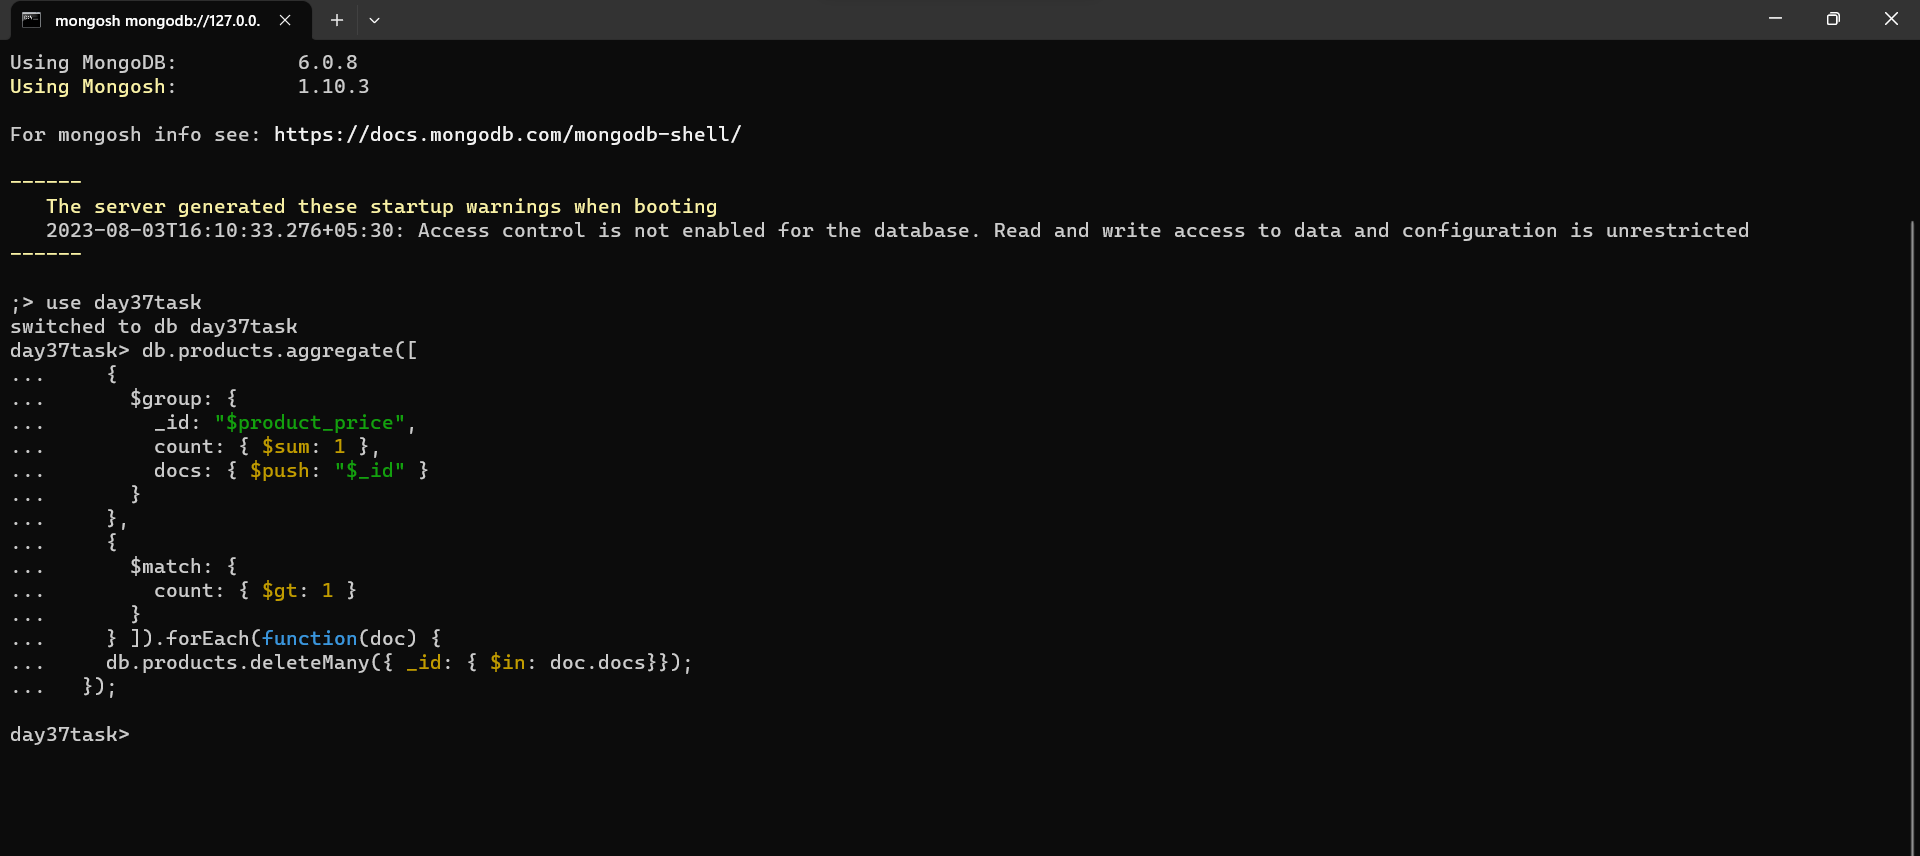 mongosh mongodb://127.0.0.
Using MongoDB:          6.0.8
Using Mongosh:          1.10.3
For mongosh info see: https://docs.mongodb.com/mongodb-shell/
------
   The server generated these startup warnings when booting
   2023-08-03T16:10:33.276+05:30: Access control is not enabled for the database. Read and write access to data and configuration is unrestricted
------
;> use day37task
switched to db day37task
day37task> db.products.aggregate([
...     {
...       $group: {
...         _id: "$product_price",
...         count: { $sum: 1 },
...         docs: { $push: "$_id" }
...       }
...     },
...     {
...       $match: {
...         count: { $gt: 1 }
...       }
...     } ]).forEach(function(doc) {
...     db.products.deleteMany({ _id: { $in: doc.docs}});
...   });
day37task>